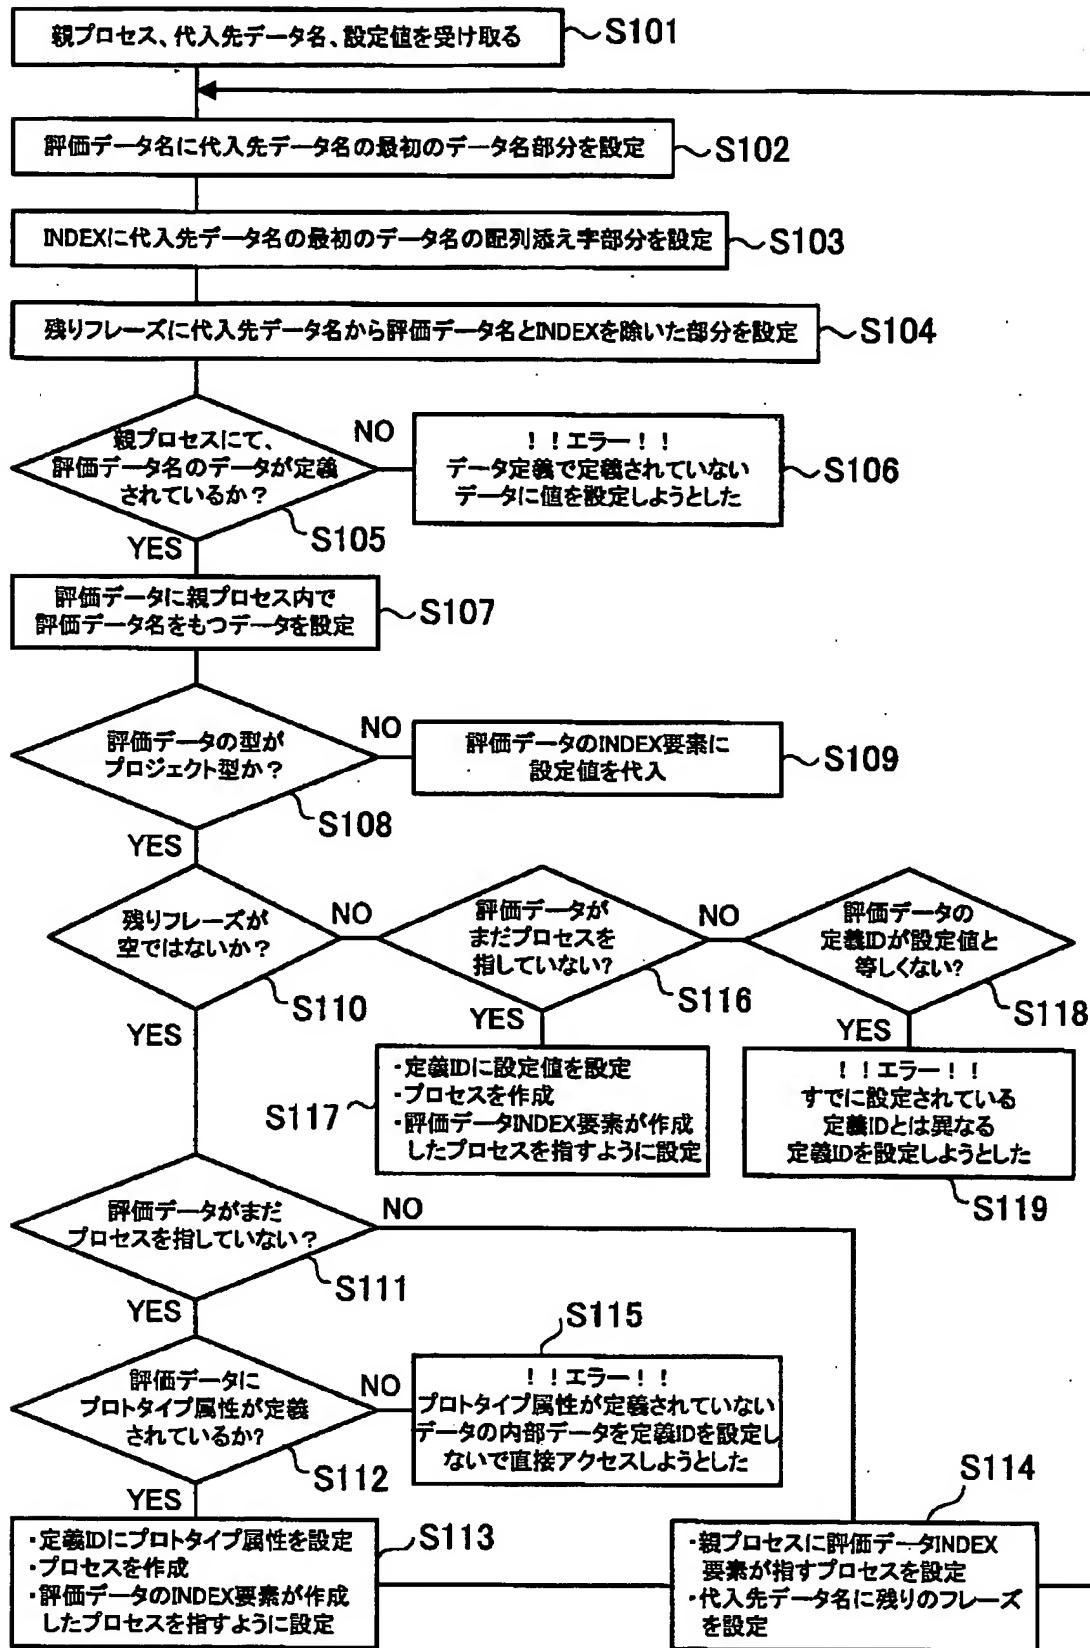 親プロセス、代入先データ名、設定値を受け取る
S101
評価データ名に代入先データ名の最初のデータ名部分を設定
S102
INDEXに代入先データ名の最初のデータ名の配列添え字部分を設定
S103
残りフレーズに代入先データ名から評価データ名とINDEXを除いた部分を設定
S104
親プロセスにて、
評価データ名のデータが定義
されているか？
S105
NO
！！エラー！！
データ定義で定義されていない
データに値を設定しようとした
S106
YES
評価データに親プロセス内で
評価データ名をもつデータを設定
S107
評価データの型が
プロジェクト型か？
S108
NO
評価データのINDEX要素に
設定値を代入
S109
YES
残りフレーズが
空ではないか？
S110
NO
評価データが
まだプロセスを
指していない？
S116
NO
評価データの
定義IDが設定値と
等しくない？
S118
YES
YES
YES
・定義IDに設定値を設定
・プロセスを作成
・評価データINDEX要素が作成
したプロセスを指すように設定
S117
！！エラー！！
すでに設定されている
定義IDとは異なる
定義IDを設定しようとした
S119
評価データがまだ
プロセスを指していない？
S111
NO
YES
評価データに
プロトタイプ属性が定義
されているか？
S112
NO
S115
！！エラー！！
プロトタイプ属性が定義されていない
データの内部データを定義IDを設定し
ないで直接アクセスしようとした
YES
・定義IDにプロトタイプ属性を設定
・プロセスを作成
・評価データのINDEX要素が作成
したプロセスを指すように設定
S113
S114
・親プロセスに評価データINDEX
要素が指すプロセスを設定
・代入先データ名に残りのフレーズ
を設定